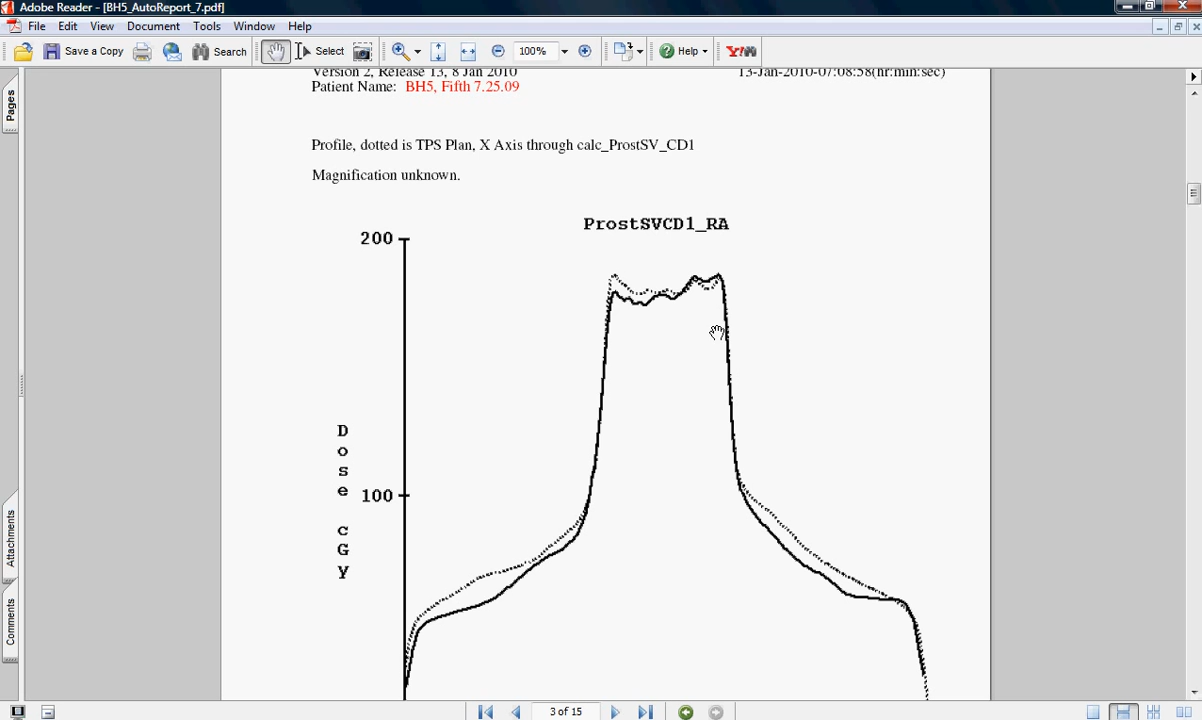 Adobe Reader - [BH5_AutoReport_7.pdf]
File Edit View Document Tools Window Help
Save a Copy Search Select 100% Help Y!
Pages
Version 2, Release 13, 8 Jan 2010 13-Jan-2010-07:08:58(hr:min:sec)
Patient Name: BH5, Fifth 7.25.09
Profile, dotted is TPS Plan, X Axis through calc_ProstSV_CD1
Magnification unknown.
ProstSVCD1_RA
200
Dose cGy
100
Attachments
Comments
3 of 15